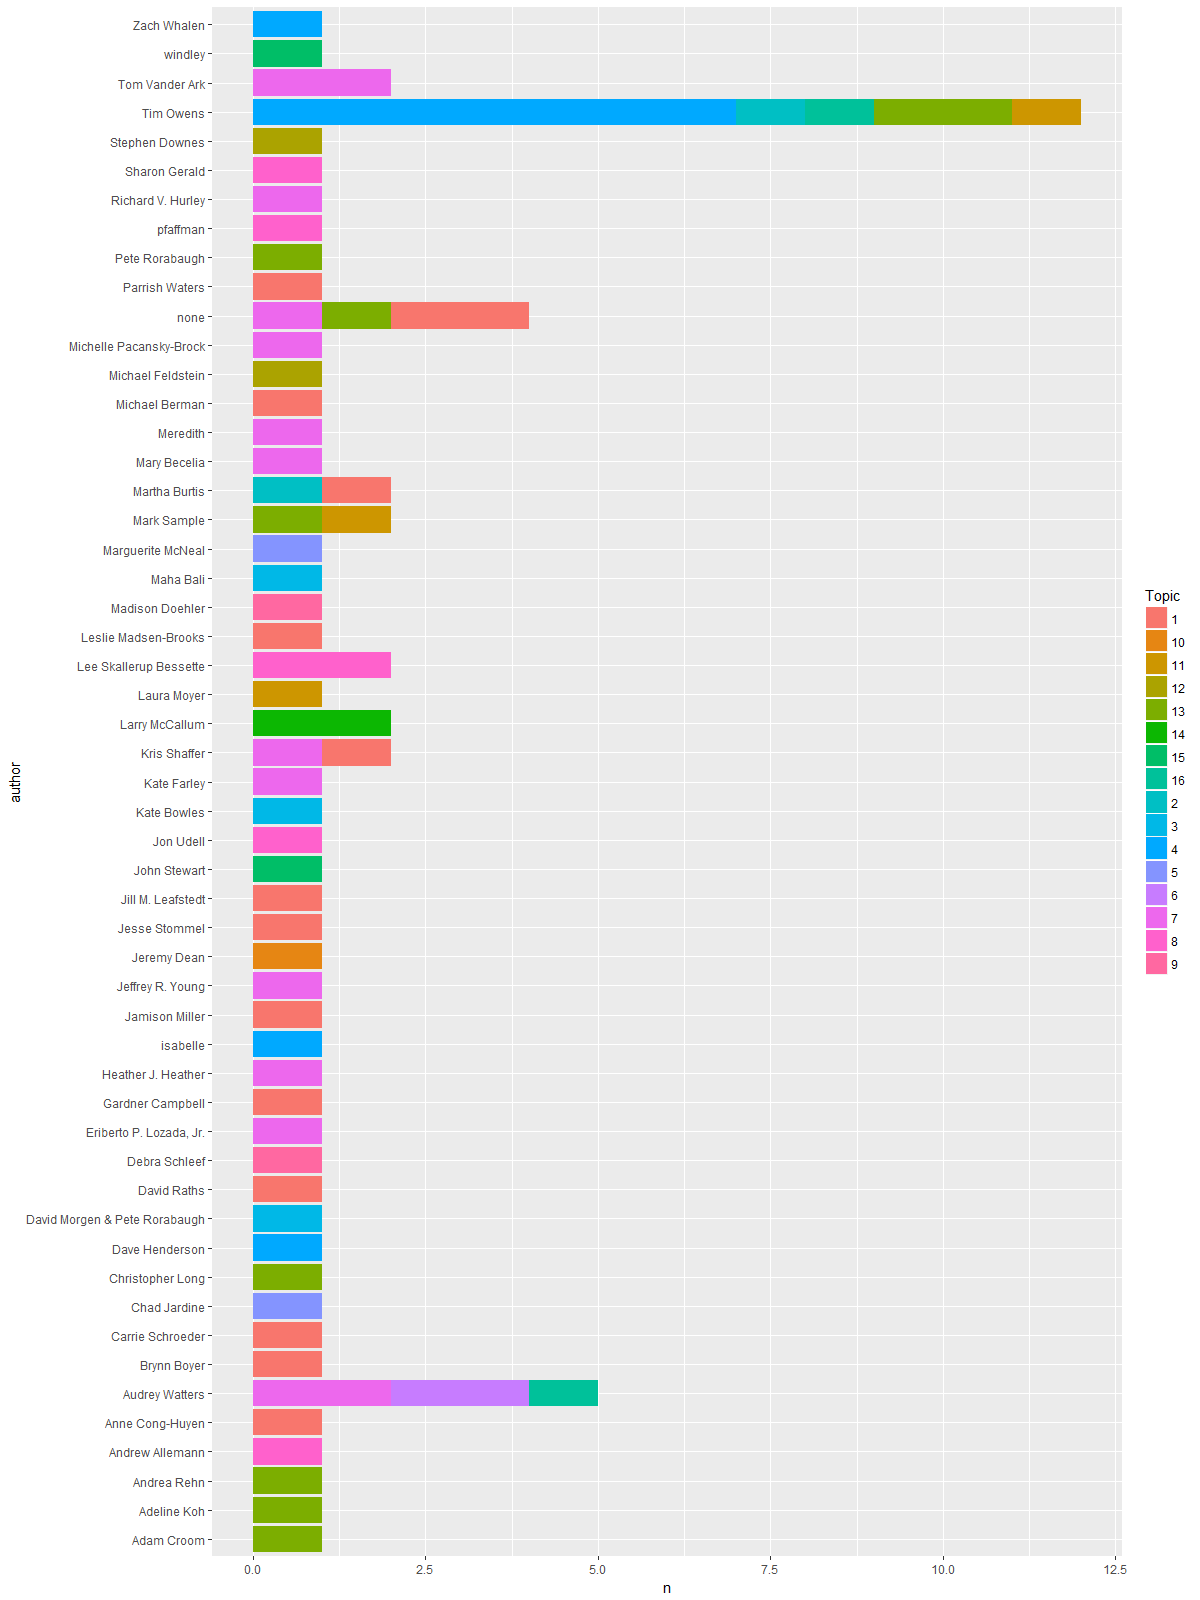 Zach Whalen
windley
Tom Vander Ark
Tim Owens
Stephen Downes
Sharon Gerald
Richard V. Hurley
pfaffman
Pete Rorabaugh
Parrish Waters
none
Michelle Pacansky-Brock
Michael Feldstein
Michael Berman
Meredith
Mary Becelia
Martha Burtis
Mark Sample
Marguerite McNeal
Maha Bali
Madison Doehler
Leslie Madsen-Brooks
Lee Skallerup Bessette
Laura Moyer
Larry McCallum
Kris Shaffer
Kate Farley
Kate Bowles
Jon Udell
John Stewart
Jill M. Leafstedt
Jesse Stommel
Jeremy Dean
Jeffrey R. Young
Jamison Miller
isabelle
Heather J. Heather
Gardner Campbell
Eriberto P. Lozada, Jr.
Debra Schleef
David Raths
David Morgen & Pete Rorabaugh
Dave Henderson
Christopher Long
Chad Jardine
Carrie Schroeder
Brynn Boyer
Audrey Watters
Anne Cong-Huyen
Andrew Allemann
Andrea Rehn
Adeline Koh
Adam Croom
author
0.0 2.5 5.0 7.5 10.0 12.5
n
Topic
1
10
11
12
13
14
15
16
2
3
4
5
6
7
8
9